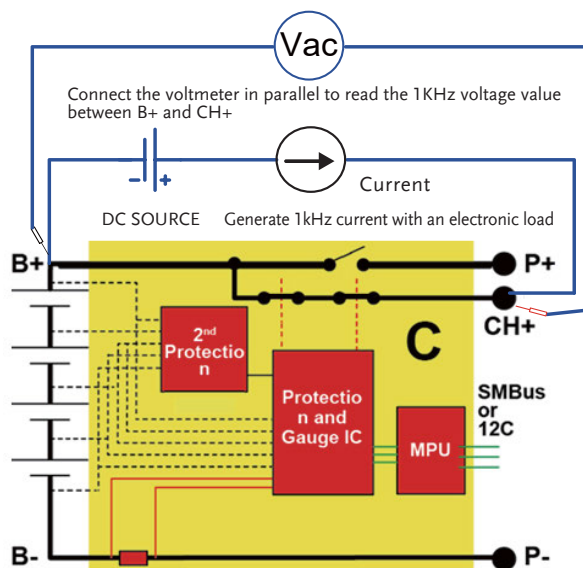 Vac
Connect the voltmeter in parallel to read the 1KHz voltage value
between B+ and CH+
- +
Current
DC SOURCE Generate 1kHz current with an electronic load
B+ P+
CH+
C
2nd
Protectio
n
Protectio
n and
Gauge IC
MPU
SMBus
or
12C
B- P-